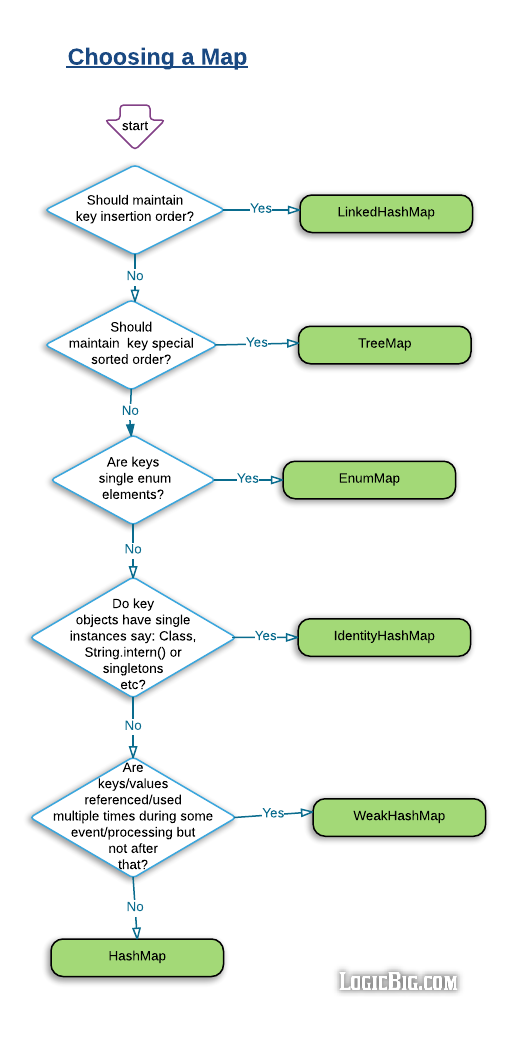 Choosing a Map
start
Should maintain
key insertion order?
Yes
LinkedHashMap
No
Should
maintain key special
sorted order?
Yes
TreeMap
No
Are keys
single enum
elements?
Yes
EnumMap
No
Do key
objects have single
instances say: Class,
String.intern() or
singletons
etc?
Yes
IdentityHashMap
No
Are
keys/values
referenced/used
multiple times during some
event/processing but
not after
that?
Yes
WeakHashMap
No
HashMap
LogicBig.com